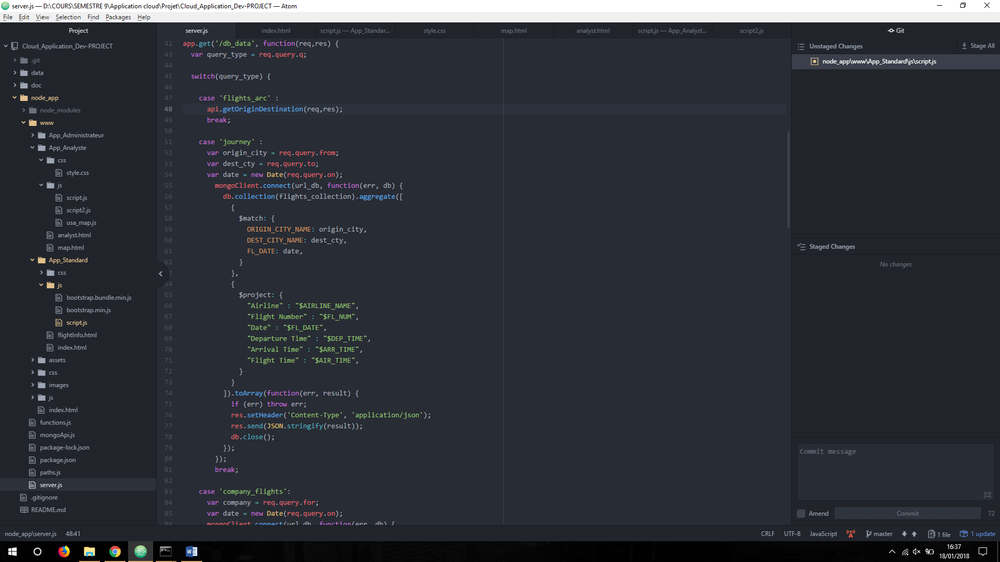 server.js — D:\COURS\SEMESTRE 9\Application cloud\Projet\Cloud_Application_Dev-PROJECT — Atom
File Edit View Selection Find Packages Help
Project
Cloud_Application_Dev-PROJECT
.git
data
doc
node_app
node_modules
www
App_Administrateur
App_Analyste
css
style.css
js
script.js
script2.js
usa_map.js
analyst.html
map.html
App_Standard
css
js
bootstrap.bundle.min.js
bootstrap.min.js
script.js
flightInfo.html
index.html
assets
css
images
js
index.html
functions.js
mongoApi.js
package-lock.json
package.json
paths.js
server.js
.gitignore
README.md
server.js index.html script.js — App_Standar... style.css map.html analyst.html script.js — App_Analyst... script2.js
42 app.get('/db_data', function(req,res) {
43 var query_type = req.query.q;
44
45 switch(query_type) {
46
47 case 'flights_arc' :
48 api.getOriginDestination(req,res);
49 break;
50
51 case 'journey' :
52 var origin_city = req.query.from;
53 var dest_cty = req.query.to;
54 var date = new Date(req.query.on);
55 mongoClient.connect(url_db, function(err, db) {
56 db.collection(flights_collection).aggregate([
57 {
58 $match: {
59 ORIGIN_CITY_NAME: origin_city,
60 DEST_CITY_NAME: dest_cty,
61 FL_DATE: date,
62 }
3 },
64 {
65 $project: {
66 "Airline" : "$AIRLINE_NAME",
67 "Flight Number" : "$FL_NUM",
68 "Date" : "$FL_DATE",
69 "Departure Time" : "$DEP_TIME",
70 "Arrival Time" : "$ARR_TIME",
71 "Flight Time" : "$AIR_TIME",
72 }
73 }
74 ]).toArray(function(err, result) {
75 if (err) throw err;
76 res.setHeader('Content-Type', 'application/json');
77 res.send(JSON.stringify(result));
78 db.close();
79 });
80 });
81 break;
82
83 case 'company_flights':
84 var company = req.query.for;
85 var date = new Date(req.query.on);
86 mongoClient.connect(url_db, function(err, db) {
Git
Unstaged Changes Stage All
node_app\www\App_Standard\js\script.js
Staged Changes
No changes
Commit message
Amend Commit 72
node_app\server.js 48:41 CRLF UTF-8 JavaScript master 1 file 1 update
16:37
18/01/2018